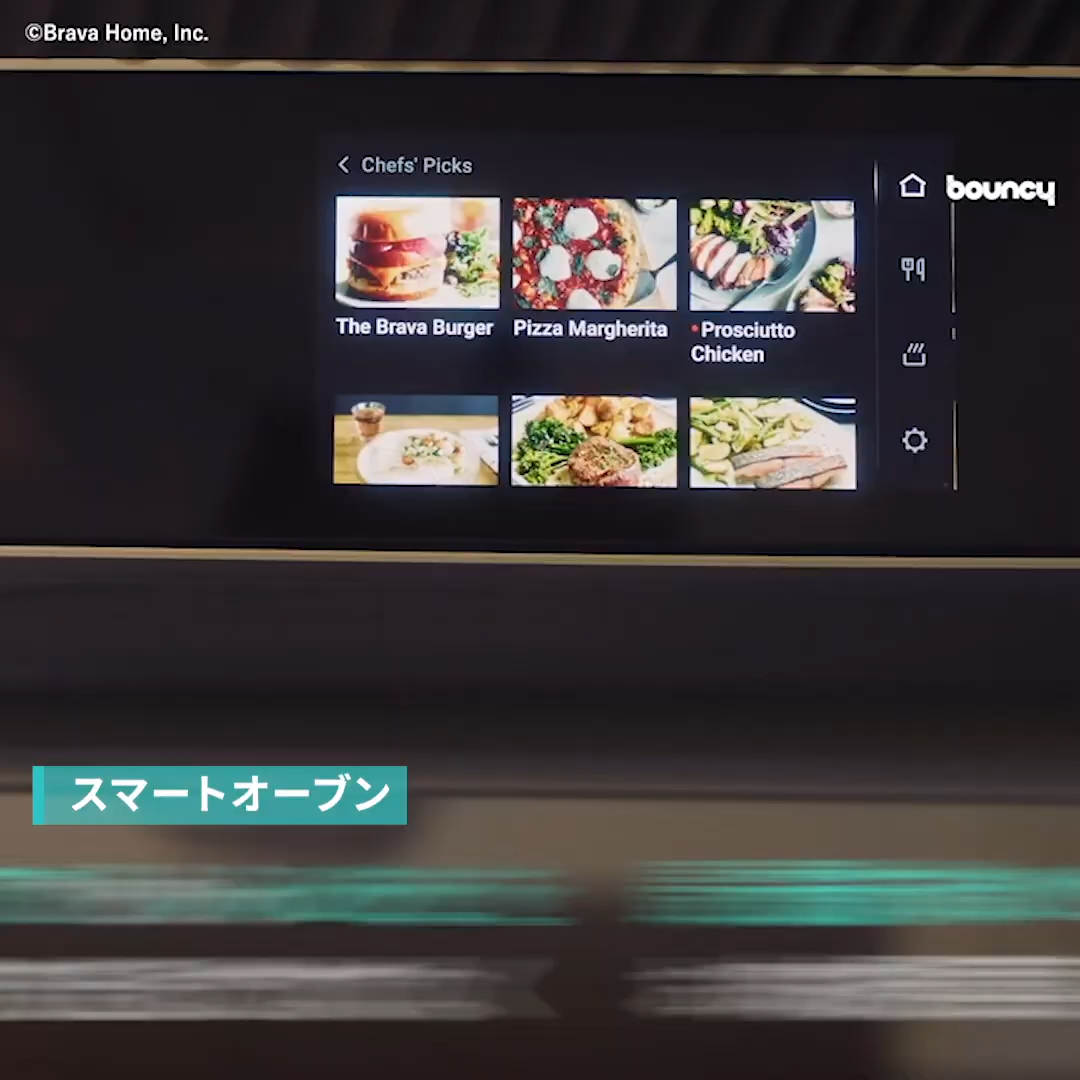 ©Brava Home, Inc.
Chefs' Picks
bouncy
The Brava Burger
Pizza Margherita
Prosciutto
Chicken
スマートオーブン